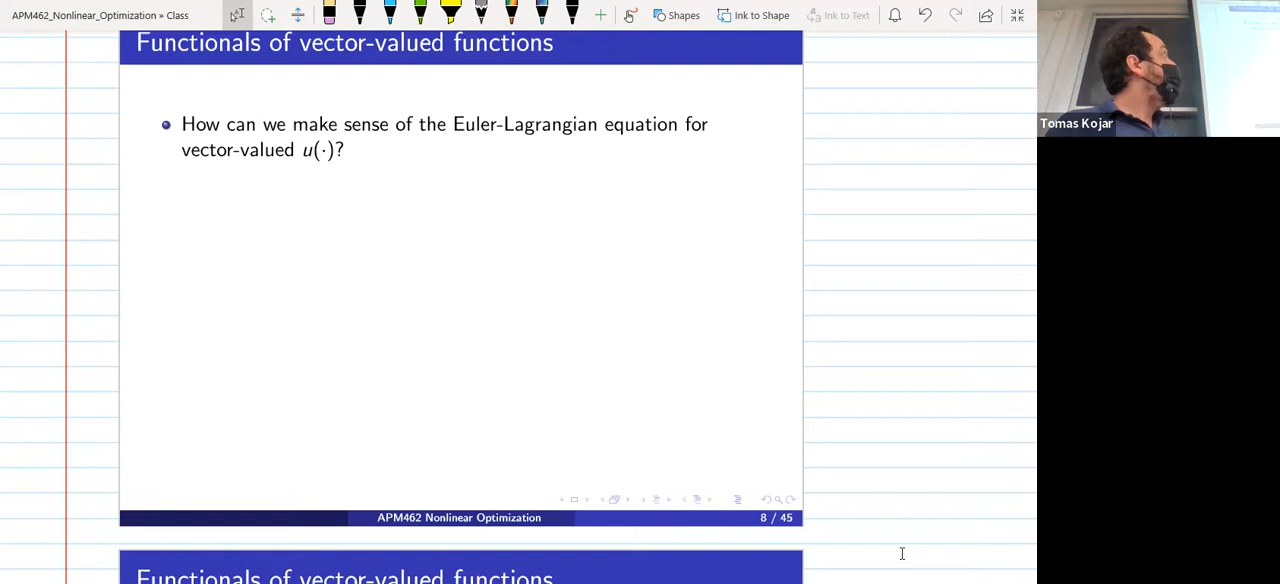 APM462_Nonlinear_Optimization » Class
Shapes
Ink to Shape
Ink to Text
Functionals of vector-valued functions
How can we make sense of the Euler-Lagrangian equation for
vector-valued u(·)?
APM462 Nonlinear Optimization
8 / 45
Functionals of vector-valued functions
Tomas Kojar